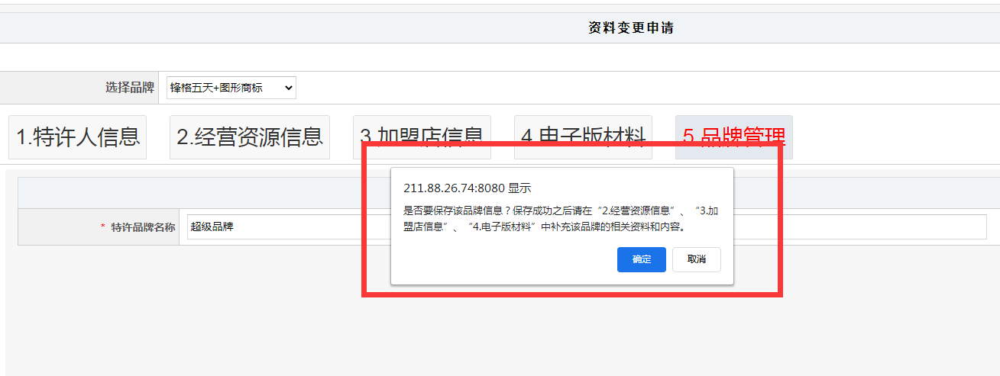 资料变更申请
选择品牌 锋格五天+图形商标
1.特许人信息 2.经营资源信息 3.加盟店信息 4.电子版材料 5.品牌管理
211.88.26.74:8080 显示
是否要保存该品牌信息？保存成功之后请在“2.经营资源信息”、“3.加
盟店信息”、“4.电子版材料”中补充该品牌的相关资料和内容。
* 特许品牌名称 超级品牌
确定 取消